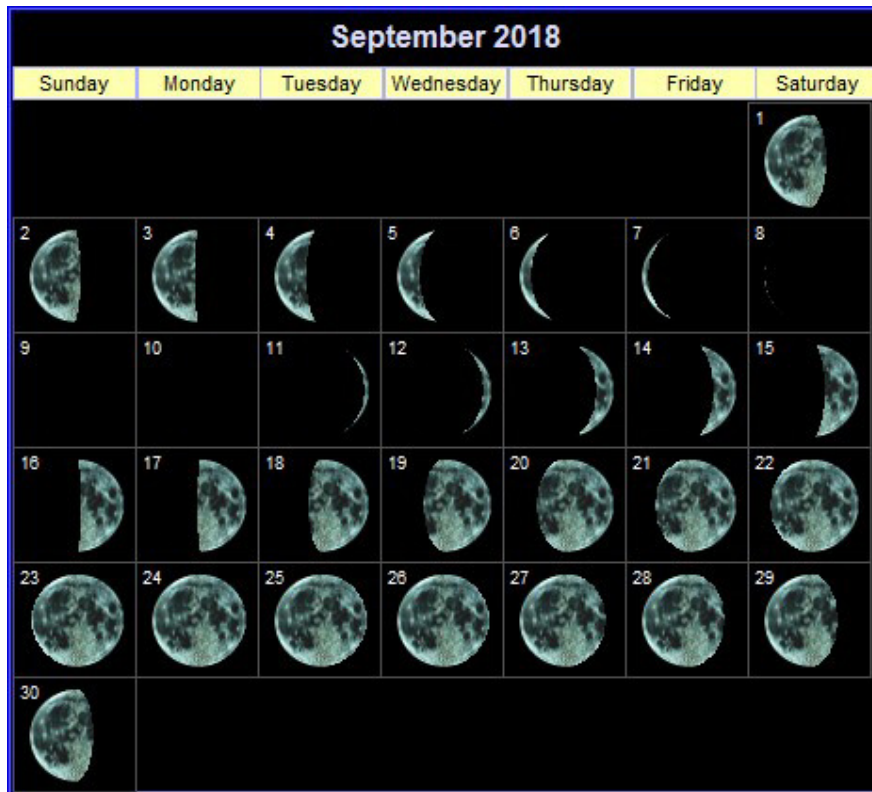 September 2018
Sunday Monday Tuesday Wednesday Thursday Friday Saturday
1
2 3 4 5 6 7 8
9 10 11 12 13 14 15
16 17 18 19 20 21 22
23 24 25 26 27 28 29
30